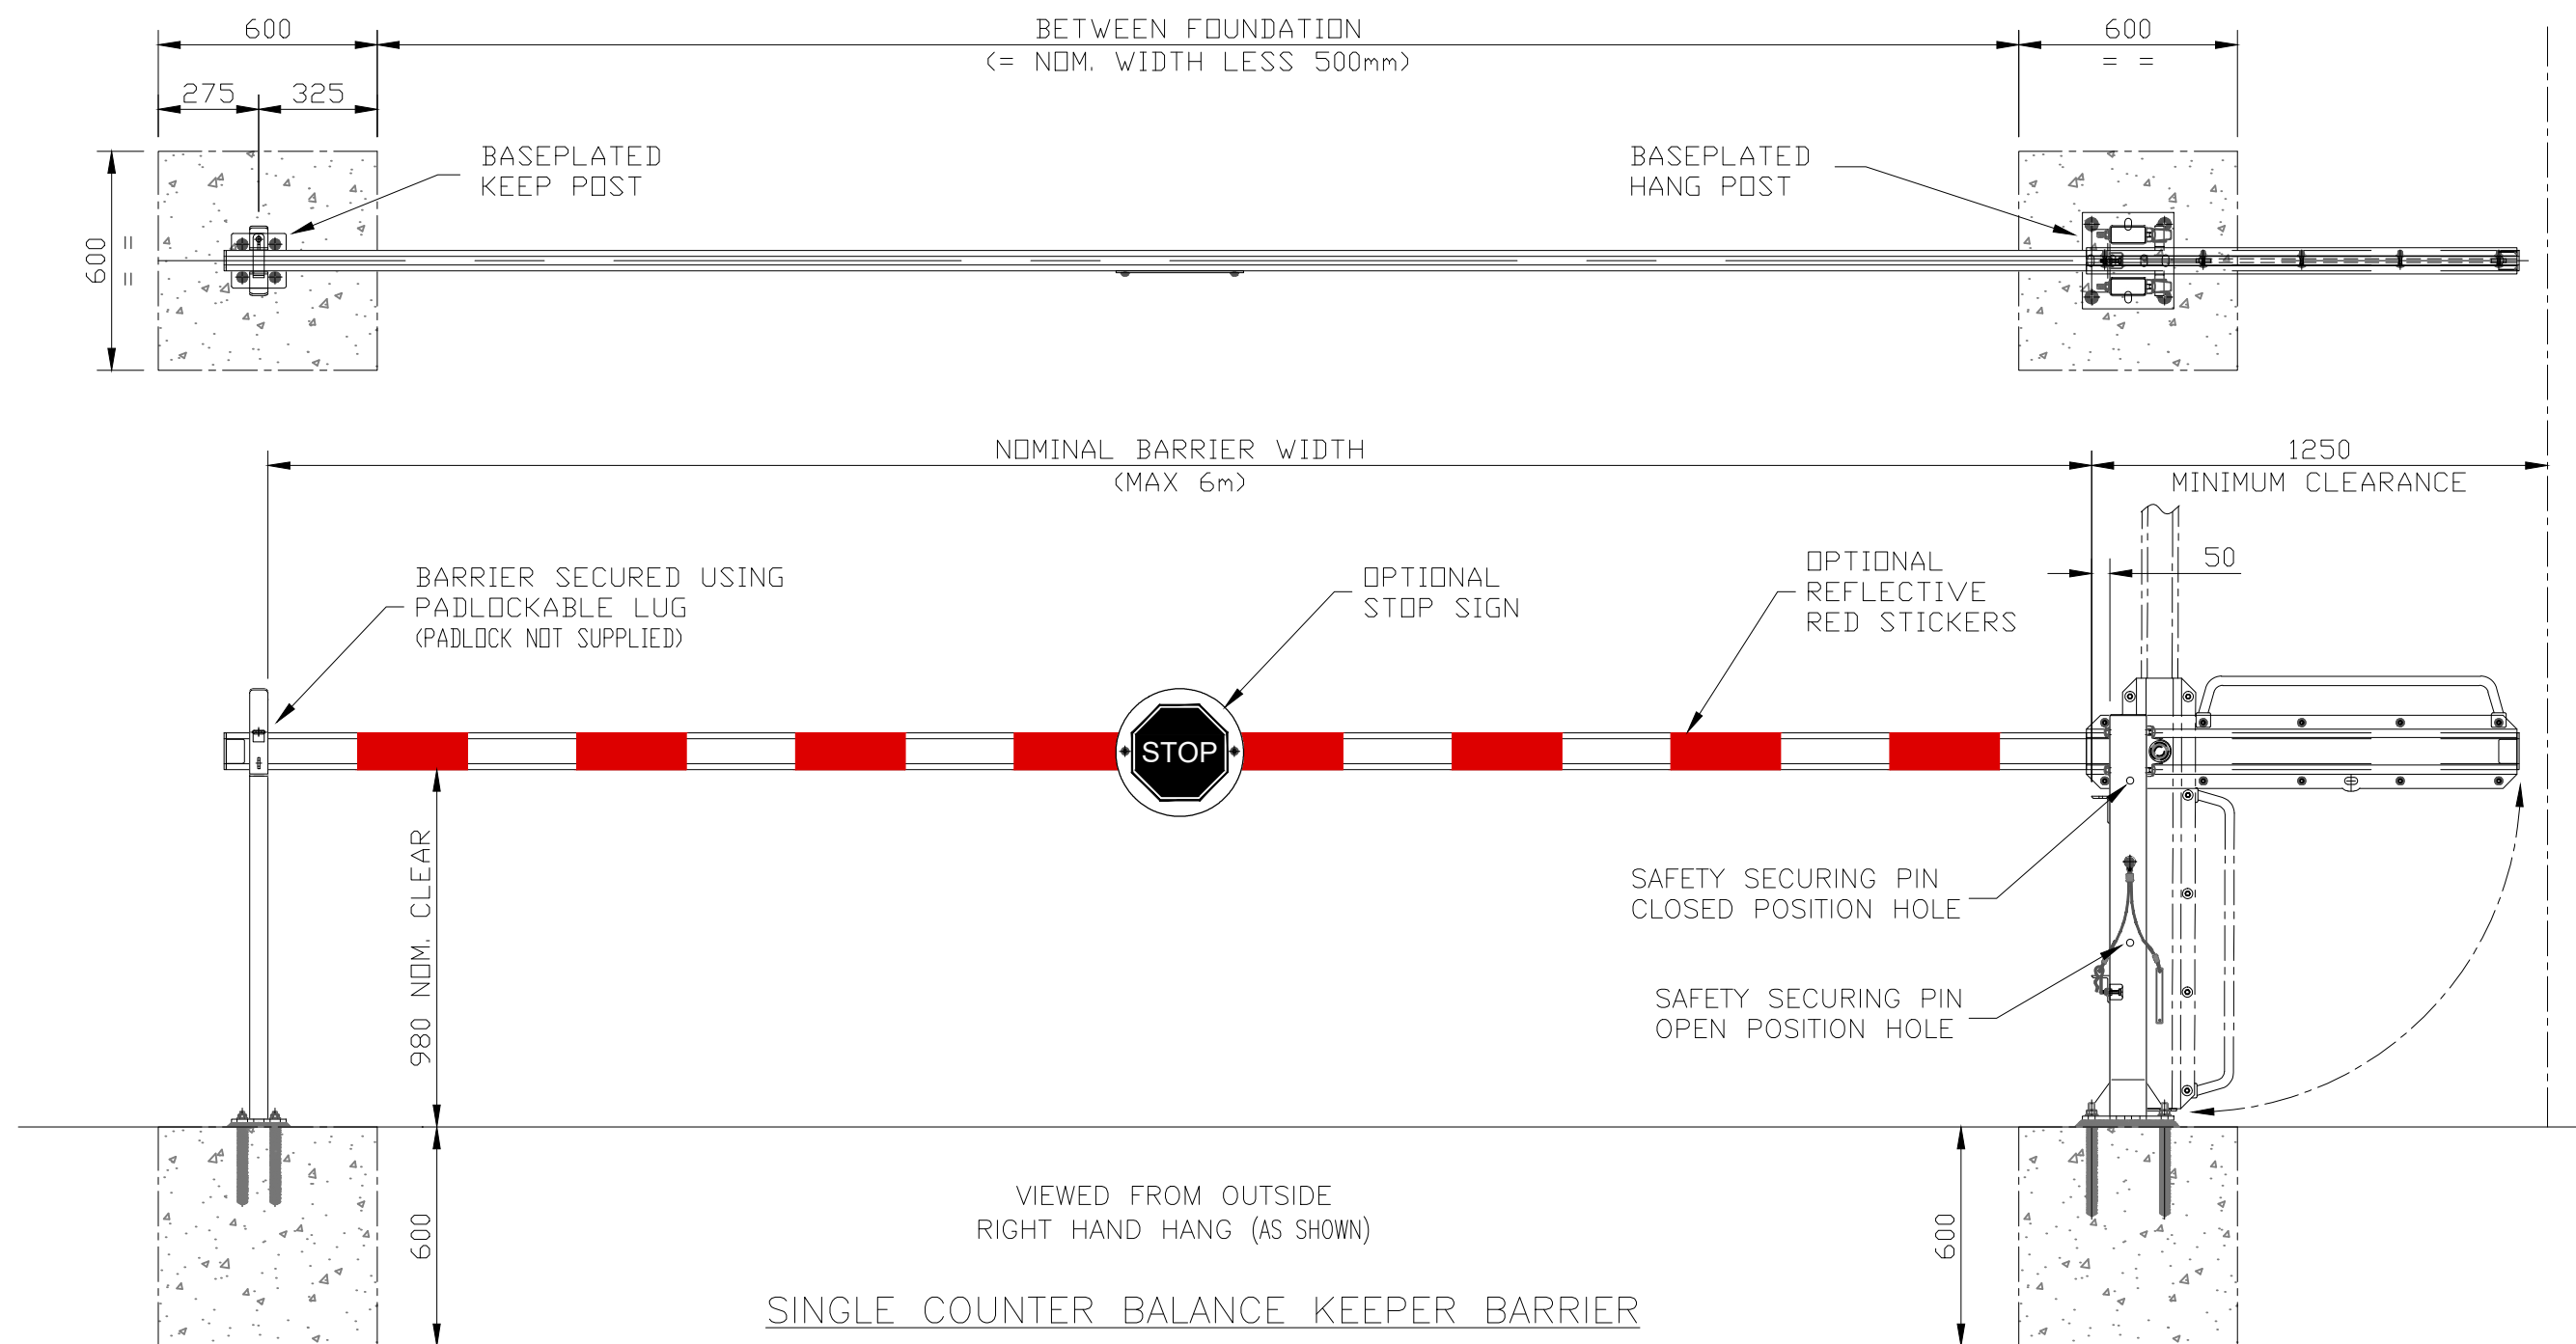 600
BETWEEN FOUNDATION
(= NOM. WIDTH LESS 500mm)
600
= =
275
325
BASEPLATED
KEEP POST
BASEPLATED
HANG POST
600
= =
NOMINAL BARRIER WIDTH
(MAX 6m)
1250
MINIMUM CLEARANCE
50
BARRIER SECURED USING
PADLOCKABLE LUG
(PADLOCK NOT SUPPLIED)
OPTIONAL
STOP SIGN
OPTIONAL
REFLECTIVE
RED STICKERS
STOP
980 NOM. CLEAR
SAFETY SECURING PIN
CLOSED POSITION HOLE
SAFETY SECURING PIN
OPEN POSITION HOLE
600
VIEWED FROM OUTSIDE
RIGHT HAND HANG (AS SHOWN)
600
SINGLE COUNTER BALANCE KEEPER BARRIER